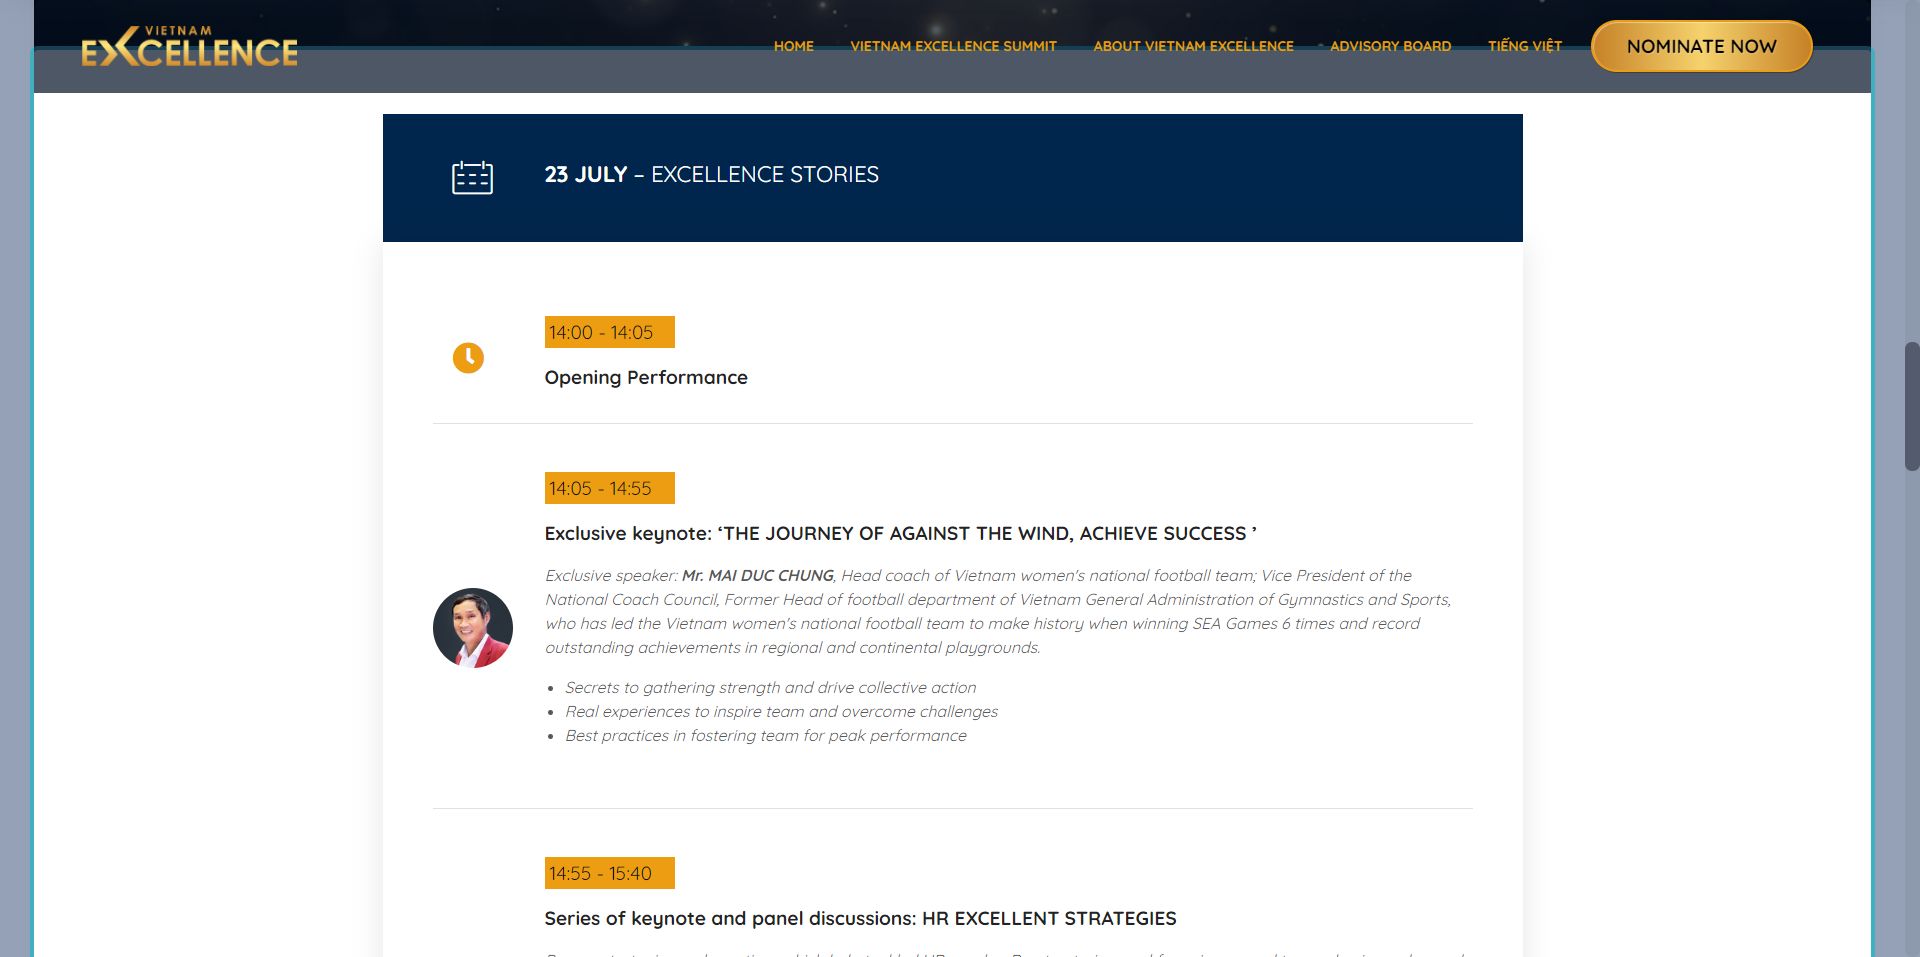 VIETNAM
EXCELLENCE
HOME
VIETNAM EXCELLENCE SUMMIT
ABOUT VIETNAM EXCELLENCE
ADVISORY BOARD
TIẾNG VIỆT
NOMINATE NOW
23 JULY – EXCELLENCE STORIES
14:00 - 14:05
Opening Performance
14:05 - 14:55
Exclusive keynote: ‘THE JOURNEY OF AGAINST THE WIND, ACHIEVE SUCCESS ’
Exclusive speaker: Mr. MAI DUC CHUNG, Head coach of Vietnam women's national football team; Vice President of the
National Coach Council, Former Head of football department of Vietnam General Administration of Gymnastics and Sports,
who has led the Vietnam women's national football team to make history when winning SEA Games 6 times and record
outstanding achievements in regional and continental playgrounds.
• Secrets to gathering strength and drive collective action
• Real experiences to inspire team and overcome challenges
• Best practices in fostering team for peak performance
14:55 - 15:40
Series of keynote and panel discussions: HR EXCELLENT STRATEGIES